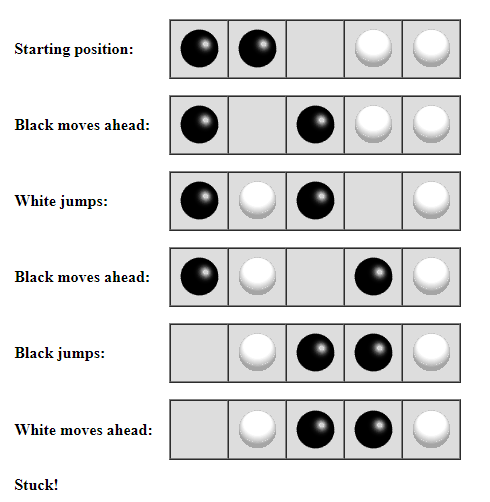 Starting position:
Black moves ahead:
White jumps:
Black moves ahead:
Black jumps:
White moves ahead:
Stuck!